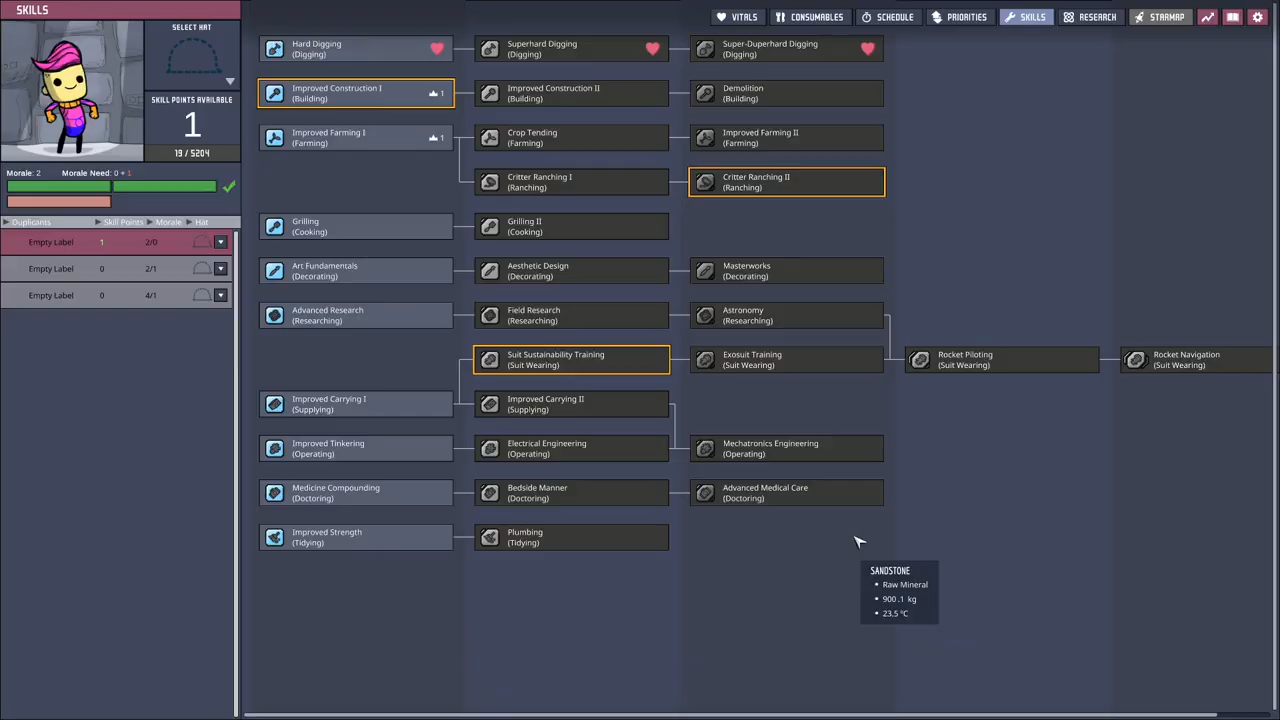 SKILLS
VITALS
CONSUMABLES
SCHEDULE
PRIORITIES
SKILLS
RESEARCH
STARMAP
SELECT HAT
SKILL POINTS AVAILABLE
1
19 / 5204
Morale: 2 Morale Need: 0 + 1
Duplicants Skill Points Morale Hat
Empty Label 1 2/0
Empty Label 0 2/1
Empty Label 0 4/1
Hard Digging
(Digging)
Superhard Digging
(Digging)
Super-Duperhard Digging
(Digging)
Improved Construction I
(Building)
1
Improved Construction II
(Building)
Demolition
(Building)
Improved Farming I
(Farming)
1
Crop Tending
(Farming)
Improved Farming II
(Farming)
Critter Ranching I
(Ranching)
Critter Ranching II
(Ranching)
Grilling
(Cooking)
Grilling II
(Cooking)
Art Fundamentals
(Decorating)
Aesthetic Design
(Decorating)
Masterworks
(Decorating)
Advanced Research
(Researching)
Field Research
(Researching)
Astronomy
(Researching)
Suit Sustainability Training
(Suit Wearing)
Exosuit Training
(Suit Wearing)
Rocket Piloting
(Suit Wearing)
Rocket Navigation
(Suit Wearing)
Improved Carrying I
(Supplying)
Improved Carrying II
(Supplying)
Improved Tinkering
(Operating)
Electrical Engineering
(Operating)
Mechatronics Engineering
(Operating)
Medicine Compounding
(Doctoring)
Bedside Manner
(Doctoring)
Advanced Medical Care
(Doctoring)
Improved Strength
(Tidying)
Plumbing
(Tidying)
SANDSTONE
• Raw Mineral
• 900.1 kg
• 23.5 °C